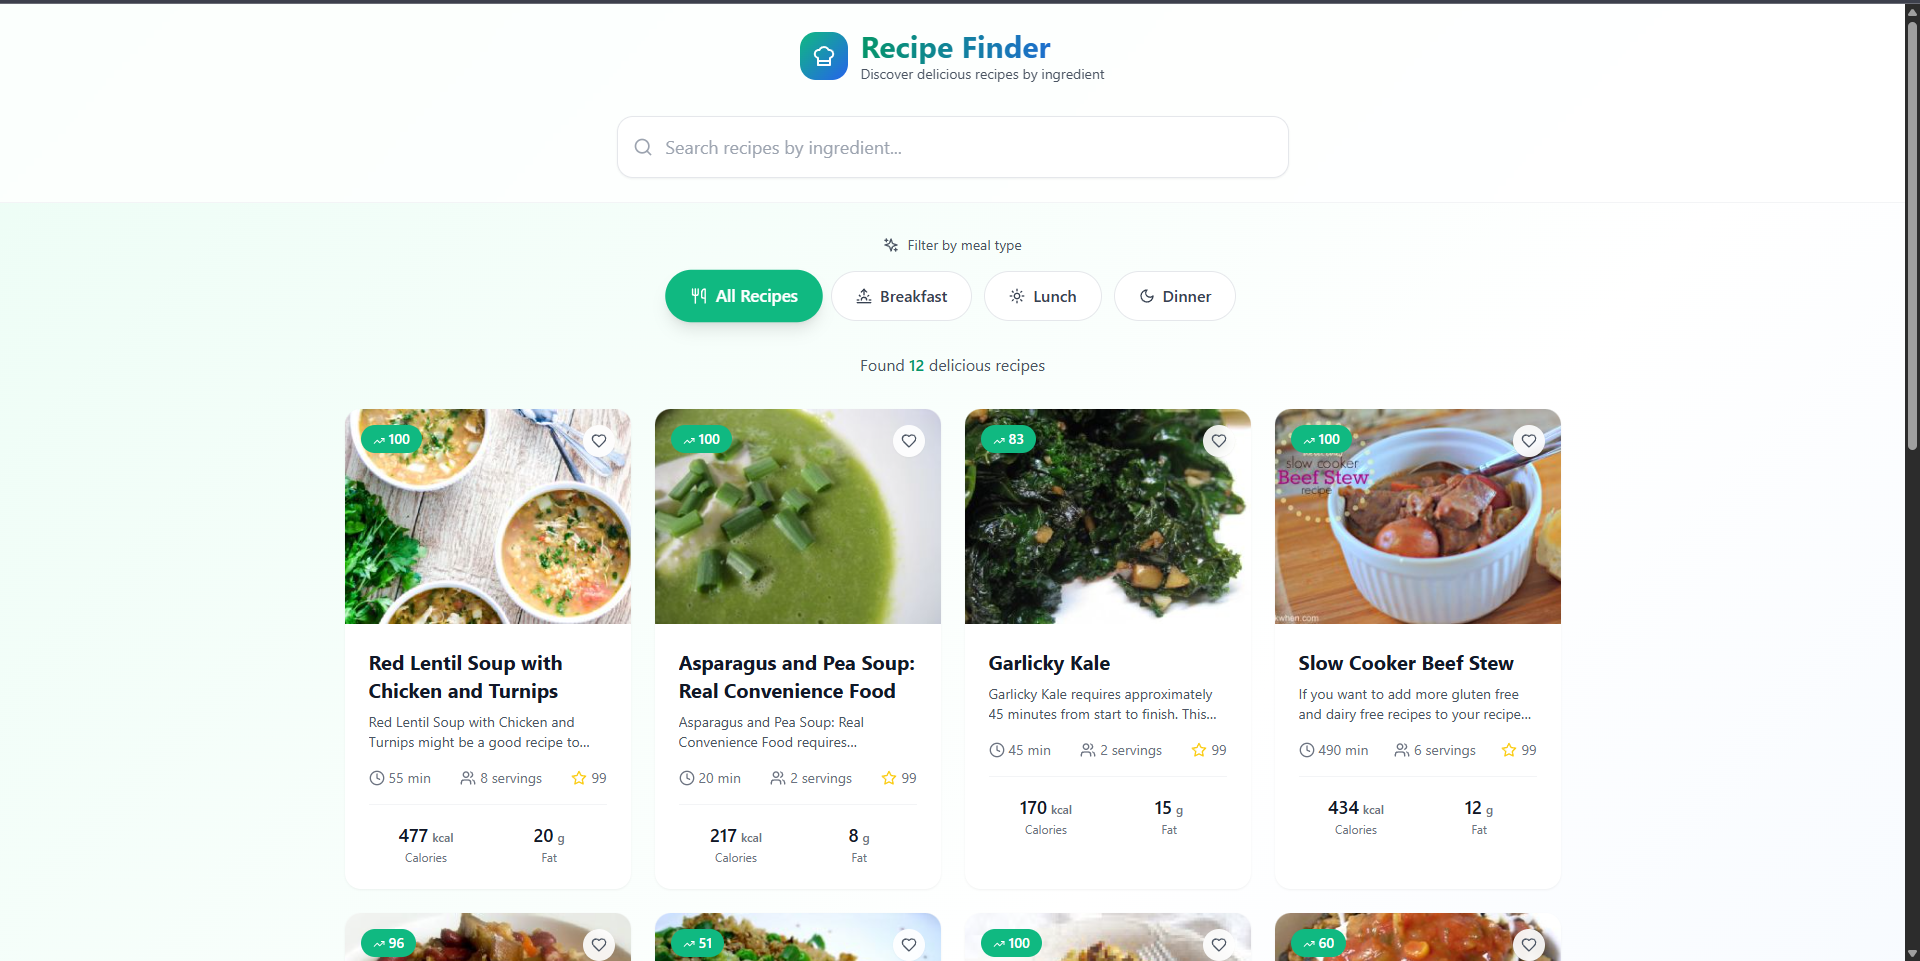 Recipe Finder
Discover delicious recipes by ingredient
Search recipes by ingredient...
Filter by meal type
All Recipes
Breakfast
Lunch
Dinner
Found 12 delicious recipes
100
Red Lentil Soup with
Chicken and Turnips
Red Lentil Soup with Chicken and
Turnips might be a good recipe to...
55 min
8 servings
99
477 kcal
Calories
20 g
Fat
100
Asparagus and Pea Soup:
Real Convenience Food
Asparagus and Pea Soup: Real
Convenience Food requires...
20 min
2 servings
99
217 kcal
Calories
8 g
Fat
83
Garlicky Kale
Garlicky Kale requires approximately
45 minutes from start to finish. This...
45 min
2 servings
99
170 kcal
Calories
15 g
Fat
100
slow cooker
Beef Stew
recipe
Slow Cooker Beef Stew
If you want to add more gluten free
and dairy free recipes to your recipe...
490 min
6 servings
99
434 kcal
Calories
12 g
Fat
96
51
100
60